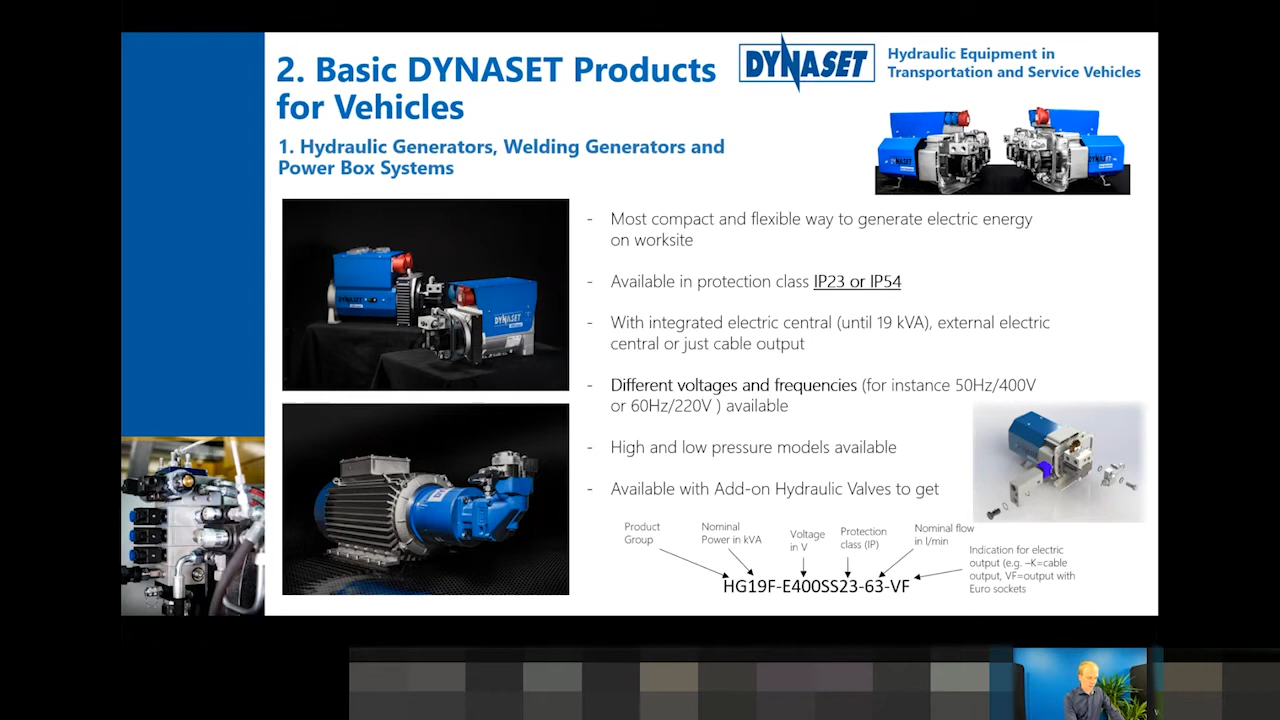 2. Basic DYNASET Products
for Vehicles
DYNASET
Hydraulic Equipment in
Transportation and Service Vehicles
1. Hydraulic Generators, Welding Generators and
Power Box Systems
DYNASET
DYNASET
DYNASET
DYNASET
- Most compact and flexible way to generate electric energy
on worksite
- Available in protection class IP23 or IP54
- With integrated electric central (until 19 kVA), external electric
central or just cable output
- Different voltages and frequencies (for instance 50Hz/400V
or 60Hz/220V ) available
- High and low pressure models available
- Available with Add-on Hydraulic Valves to get
Product
Group
Nominal
Power in kVA
Voltage
in V
Protection
class (IP)
Nominal flow
in l/min
Indication for electric
output (e.g. –K=cable
output, VF=output with
Euro sockets
HG19F-E400SS23-63-VF